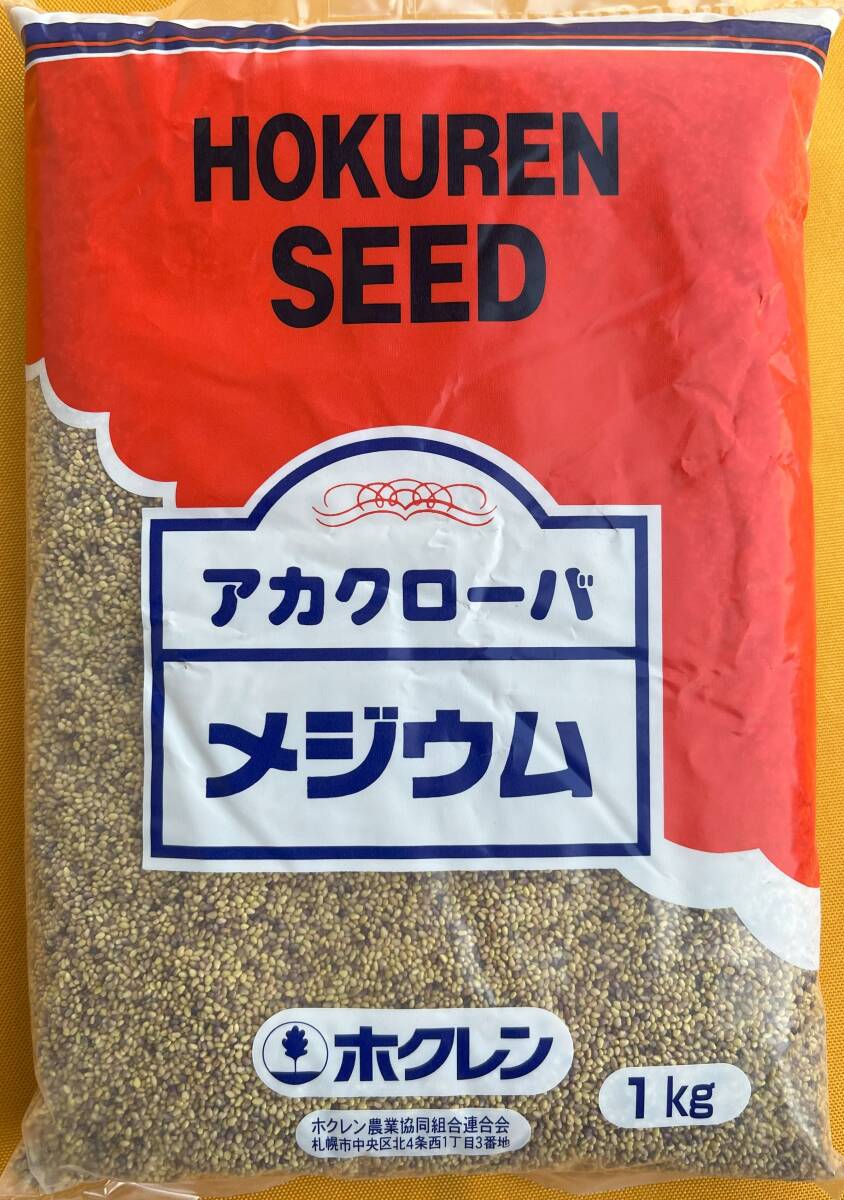 HOKUREN
SEED
アカクローバ
メジウム
ホクレン
1kg
ホクレン農業協同組合連合会
札幌市中央区北4条西1丁目3番地